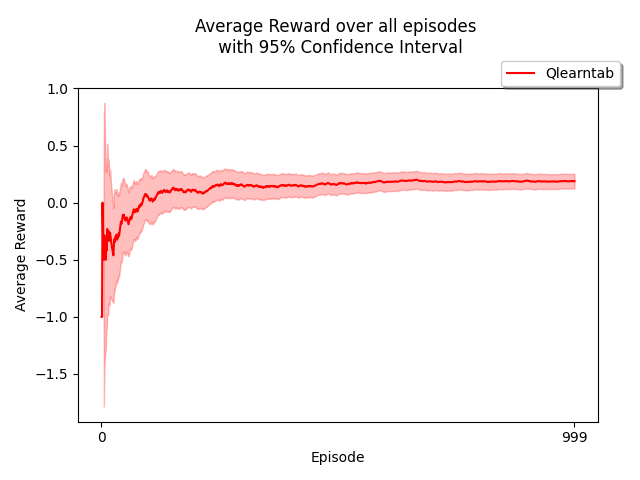 Average Reward over all episodes
with 95% Confidence Interval
Qlearntab
1.0
0.5
0.0
−0.5
−1.0
−1.5
Average Reward
0
999
Episode